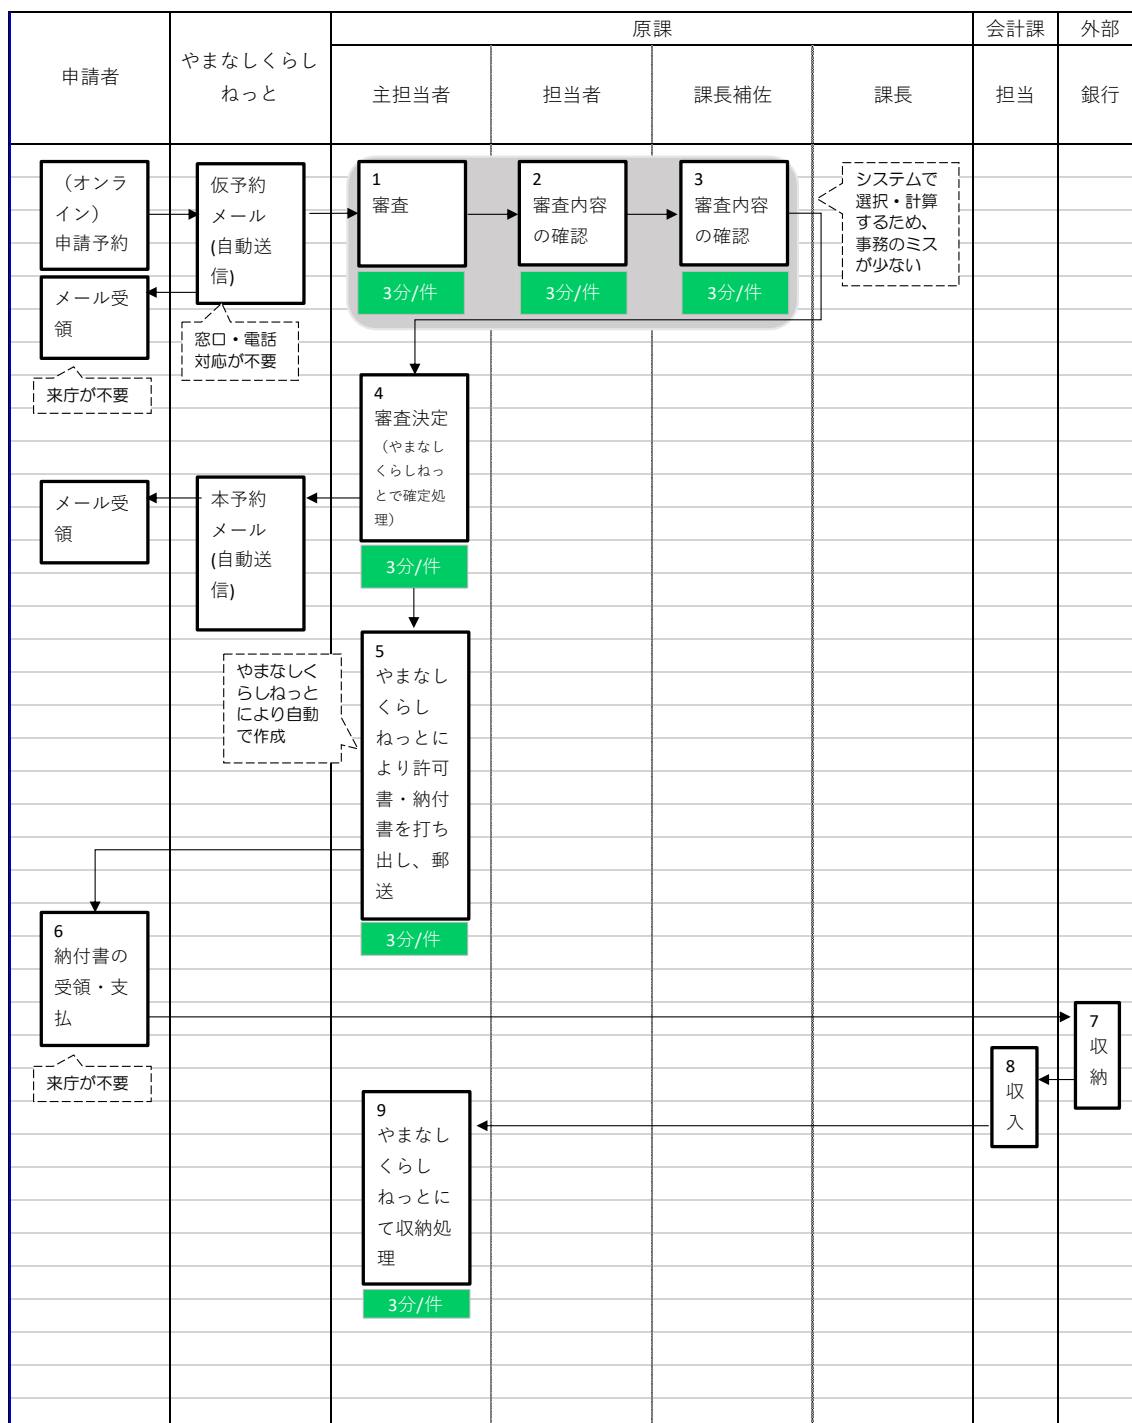 申請者
やまなしくらし
ねっと
原課
会計課
外部
主担当者
担当者
課長補佐
課長
担当
銀行
（オンラ
イン）
申請予約
仮予約
メール
(自動送
信)
1
審査
3分/件
2
審査内容
の確認
3分/件
3
審査内容
の確認
3分/件
システムで
選択・計算
するため、
事務のミス
が少ない
メール受
領
窓口・電話
対応が不要
来庁が不要
4
審査決定
（やまなし
くらしねっ
とで確定処
理）
3分/件
メール受
領
本予約
メール
(自動送
信)
やまなしく
らしねっと
により自動
で作成
5
やまなし
くらし
ねっとに
より許可
書・納付
書を打ち
出し、郵
送
3分/件
6
納付書の
受領・支
払
来庁が不要
7
収
納
8
収
入
9
やまなし
くらし
ねっとに
て収納処
理
3分/件